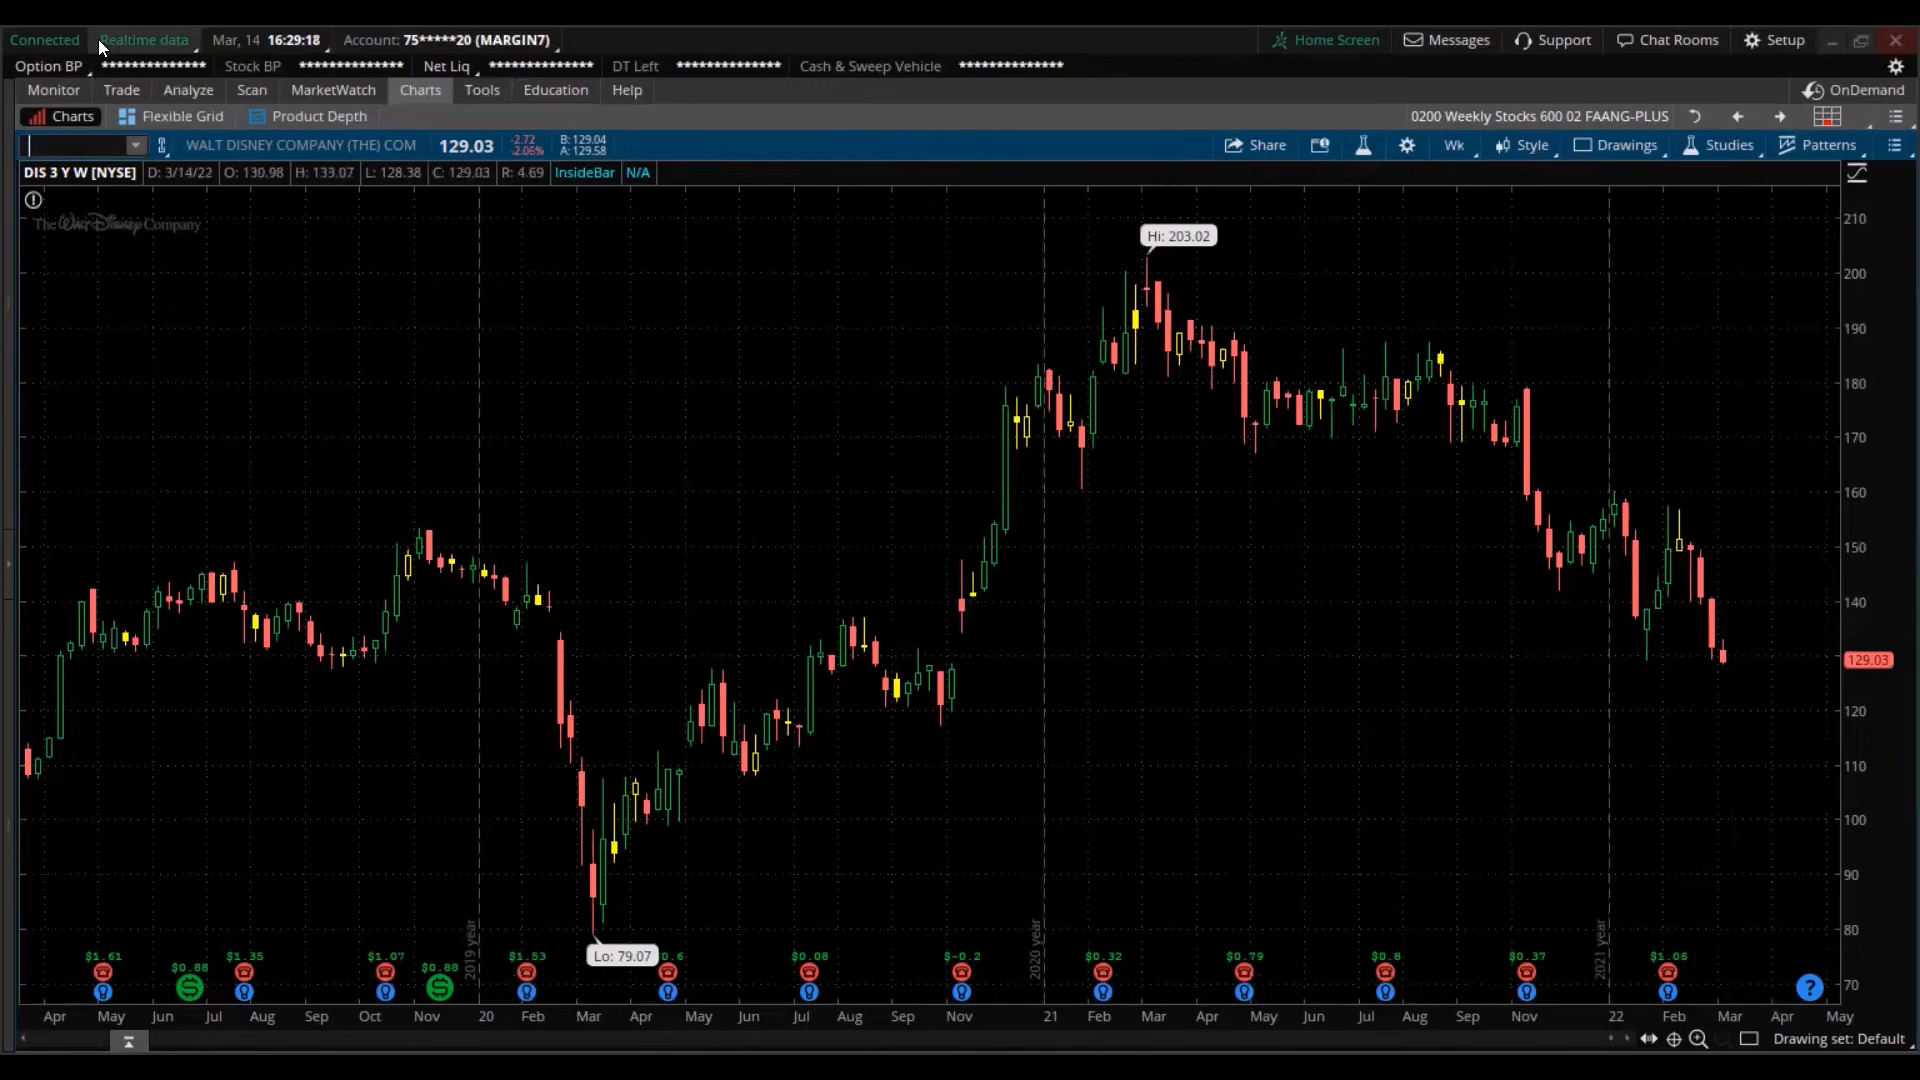 Connected Realtime data Mar, 14 16:29:18 Account: 75*****20 (MARGIN7) Home Screen Messages Support Chat Rooms Setup
Option BP ************** Stock BP ************** Net Liq ************** DT Left ************** Cash & Sweep Vehicle **************
Monitor Trade Analyze Scan MarketWatch Charts Tools Education Help OnDemand
Charts Flexible Grid Product Depth 0200 Weekly Stocks 600 02 FAANG-PLUS
WALT DISNEY COMPANY (THE) COM 129.03 -2.72 B: 129.04 Share Wk Style Drawings Studies Patterns
-2.06% A: 129.58
DIS 3 Y W [NYSE] D: 3/14/22 O: 130.98 H: 133.07 L: 128.38 C: 129.03 R: 4.69 InsideBar N/A
The Walt Disney Company
210
Hi: 203.02
200
190
180
170
160
150
140
129.03
120
110
100
90
80
2019 year 2020 year 2021 year
Lo: 79.07
$1.61 $0.88 $1.35 $1.07 $0.88 $1.53 0.6 $0.08 $-0.2 $0.32 $0.79 $0.8 $0.37 $1.06
70
Apr May Jun Jul Aug Sep Oct Nov 20 Feb Mar Apr May Jun Jul Aug Sep Nov 21 Feb Mar Apr May Jun Jul Aug Sep Nov 22 Feb Mar Apr May
Drawing set: Default